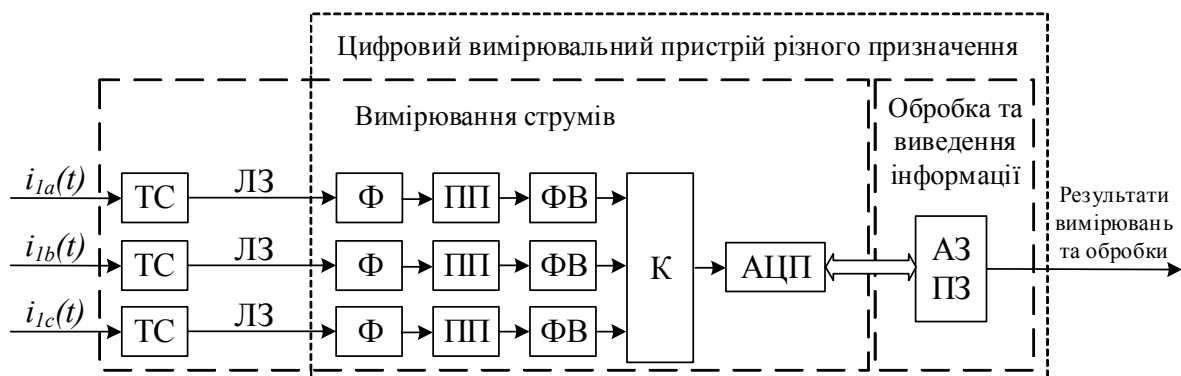 Цифровий вимірювальний пристрій різного призначення
Вимірювання струмів
Обробка та
виведення
інформації
i1a(t)
ТС
ЛЗ
Ф
ПП
ФВ
i1b(t)
ТС
ЛЗ
Ф
ПП
ФВ
i1c(t)
ТС
ЛЗ
Ф
ПП
ФВ
К
АЦП
АЗ
ПЗ
Результати
вимірювань
та обробки